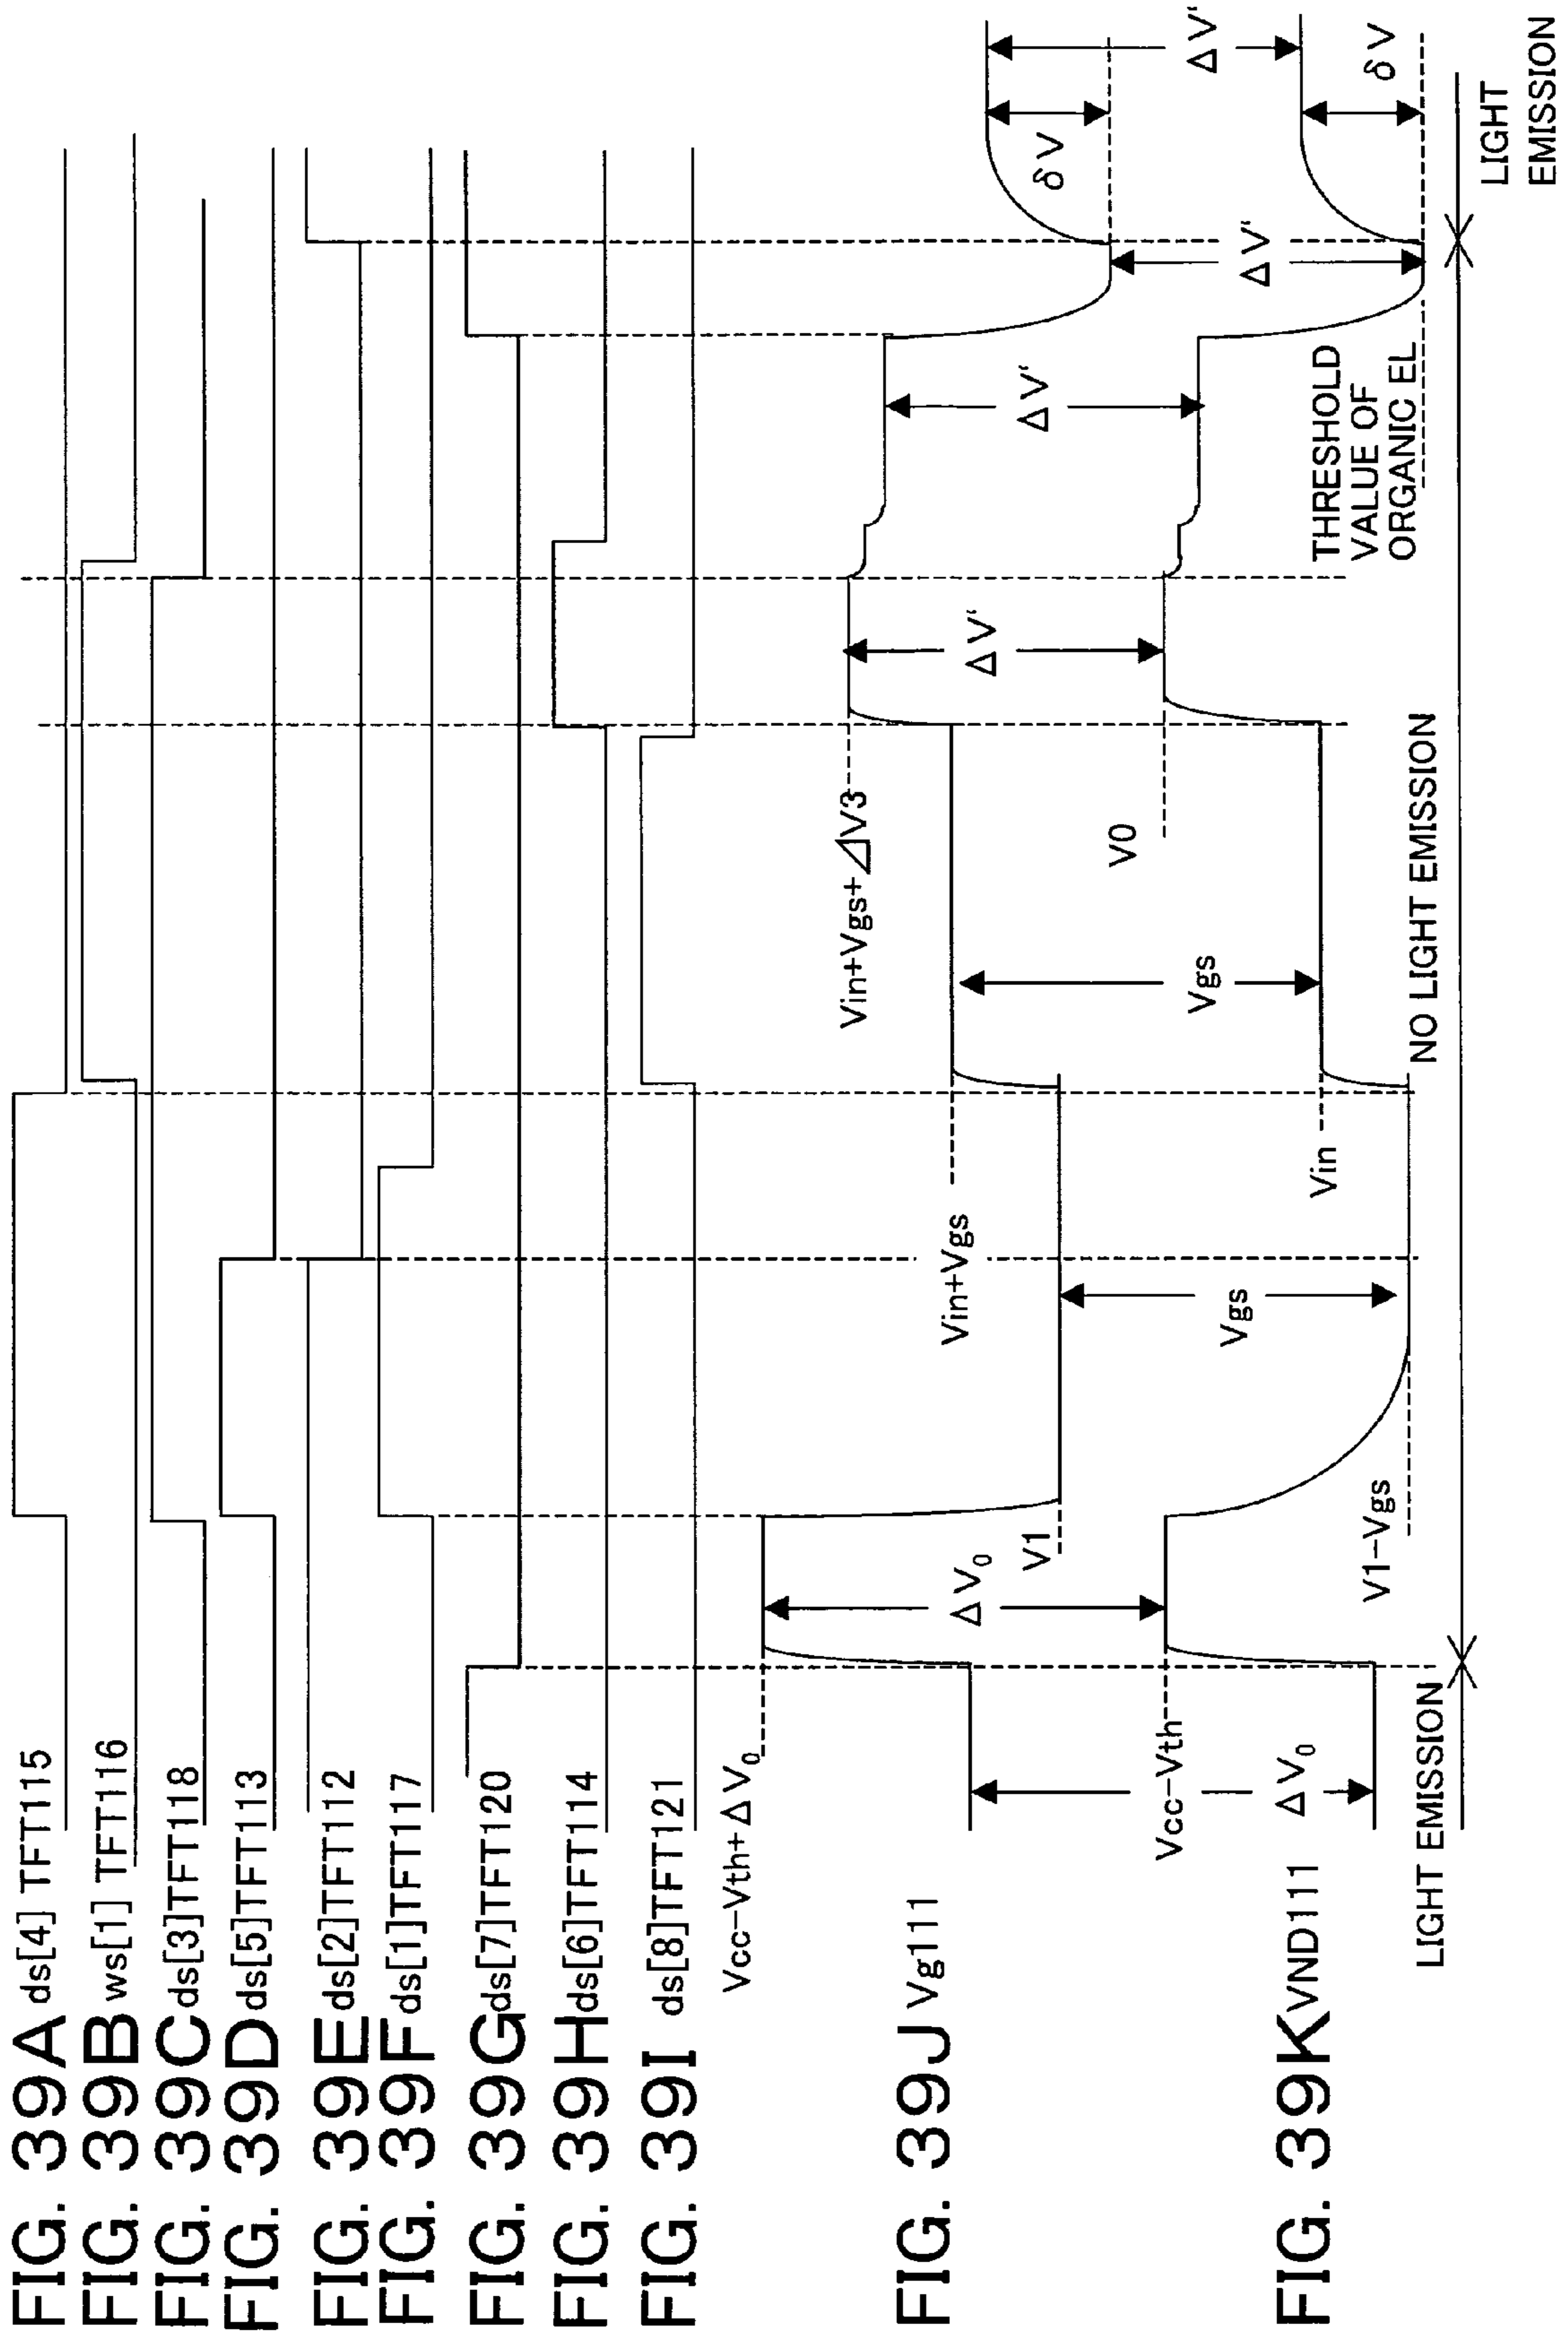 FIG. 39A ds[4] TFT115
FIG. 39B ws[1] TFT116
FIG. 39C ds[3]TFT118
FIG. 39D ds[5]TFT113
FIG. 39E ds[2]TFT112
FIG. 39F ds[1]TFT117
FIG. 39G ds[7]TFT120
FIG. 39H ds[6]TFT114
FIG. 39I ds[8]TFT121
Vcc-Vth+ΔV₀
FIG. 39J Vg111
ΔV₀
V1
Vin+Vgs
Vin+Vgs+ΔV3
ΔV'
ΔV'
δV
ΔV'
Vcc-Vth
Vgs
Vgs
V0
ΔV'
FIG. 39K VND111
ΔV₀
V1-Vgs
Vin
THRESHOLD
VALUE OF
ORGANIC EL
δV
LIGHT EMISSION
NO LIGHT EMISSION
LIGHT
EMISSION